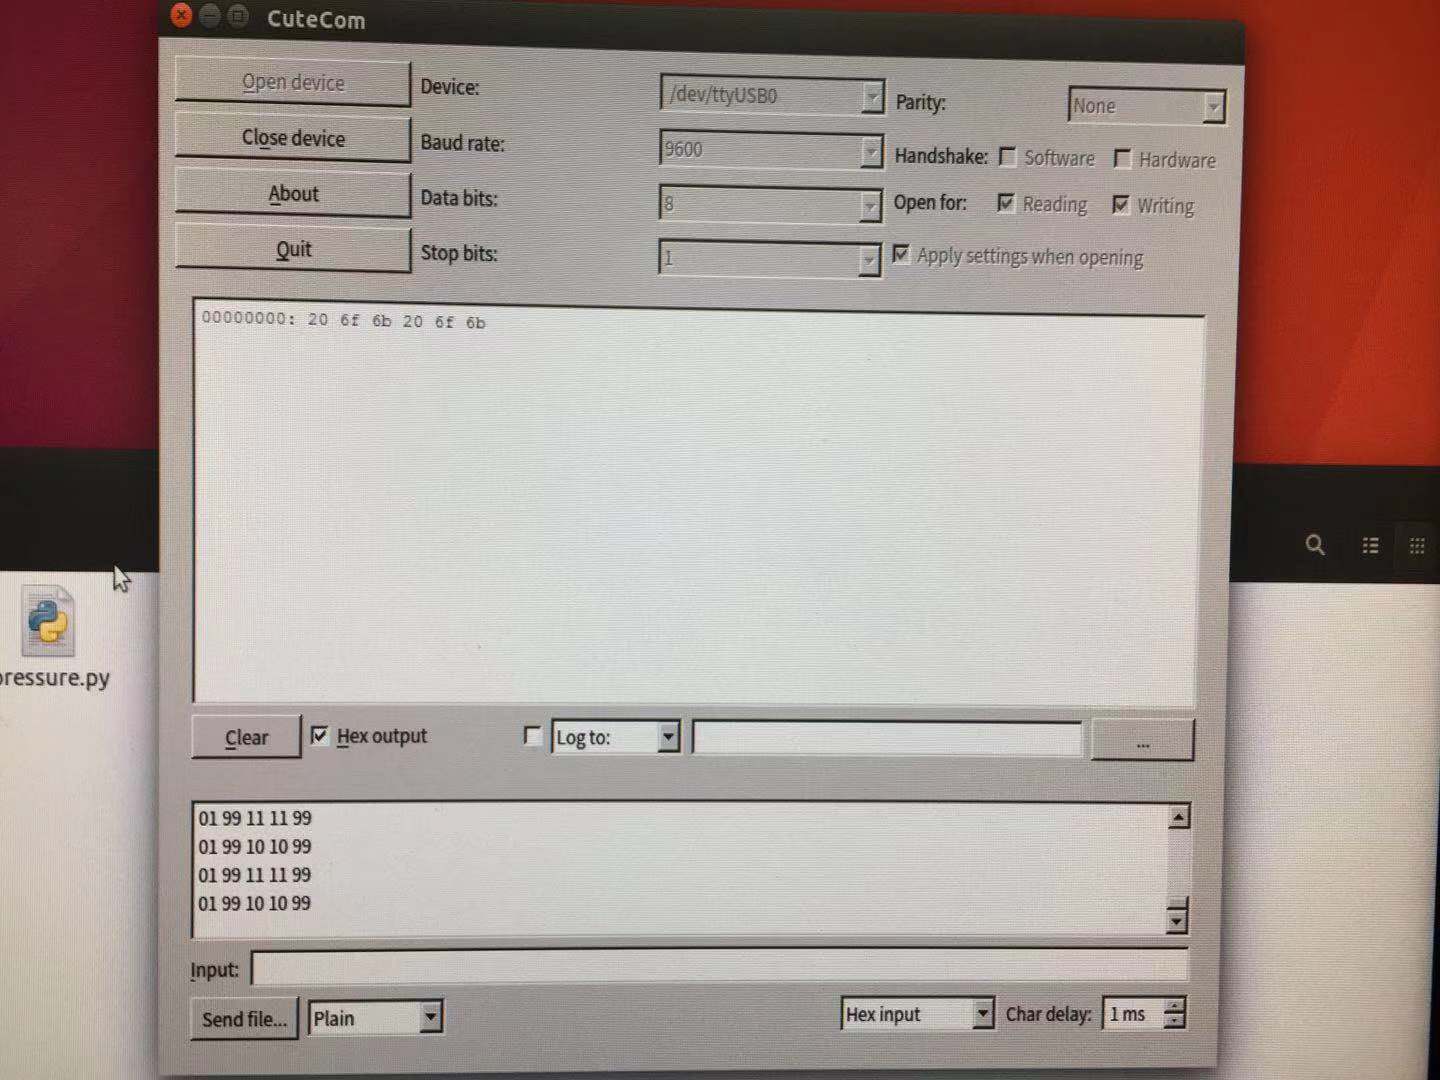 CuteCom
Open device
Device:
/dev/ttyUSB0
Parity:
None
Close device
Baud rate:
9600
Handshake:
Software
Hardware
About
Data bits:
8
Open for:
Reading
Writing
Quit
Stop bits:
1
Apply settings when opening
00000000: 20 6f 6b 20 6f 6b
ressure.py
Clear
Hex output
Log to:
...
01 99 11 11 99
01 99 10 10 99
01 99 11 11 99
01 99 10 10 99
Input:
Send file...
Plain
Hex input
Char delay:
1 ms